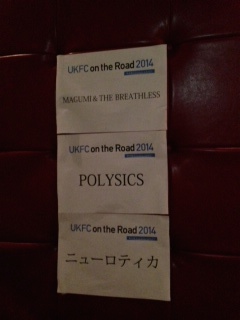 UKFC on the Road 2014
MAGUMI & THE BREATHLESS
UKFC on the Road 2014
POLYSICS
UKFC on the Road 2014
ニューロティカ